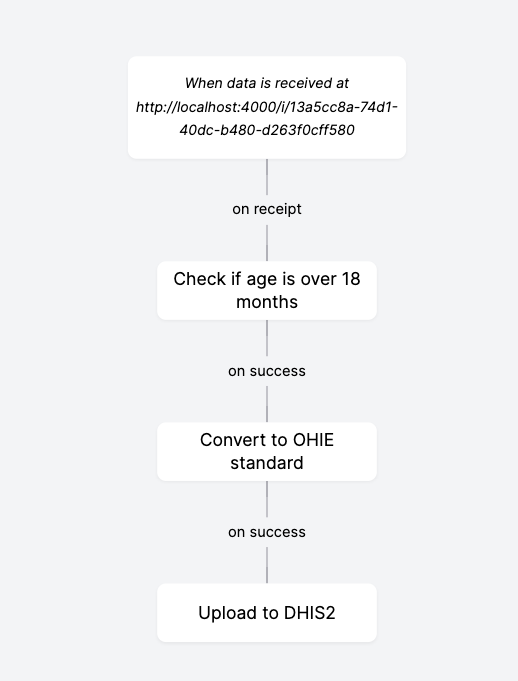 When data is received at
http://localhost:4000/i/13a5cc8a-74d1-
40dc-b480-d263f0cff580
on receipt
Check if age is over 18
months
on success
Convert to OHIE
standard
on success
Upload to DHIS2